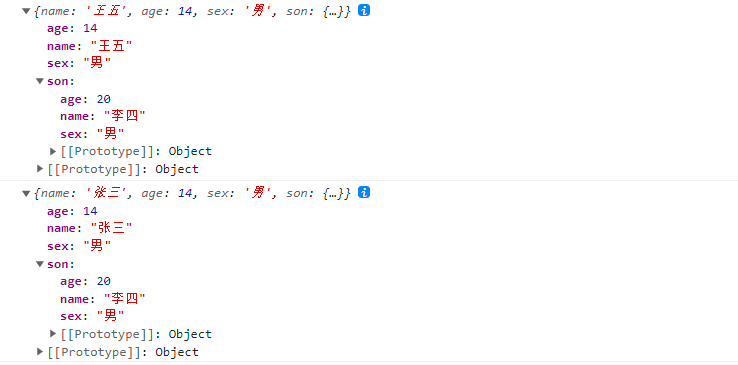 {name: '王五', age: 14, sex: '男', son: {…}} i
age: 14
name: "王五"
sex: "男"
son:
age: 20
name: "李四"
sex: "男"
[[Prototype]]: Object
[[Prototype]]: Object
{name: '张三', age: 14, sex: '男', son: {…}} i
age: 14
name: "张三"
sex: "男"
son:
age: 20
name: "李四"
sex: "男"
[[Prototype]]: Object
[[Prototype]]: Object